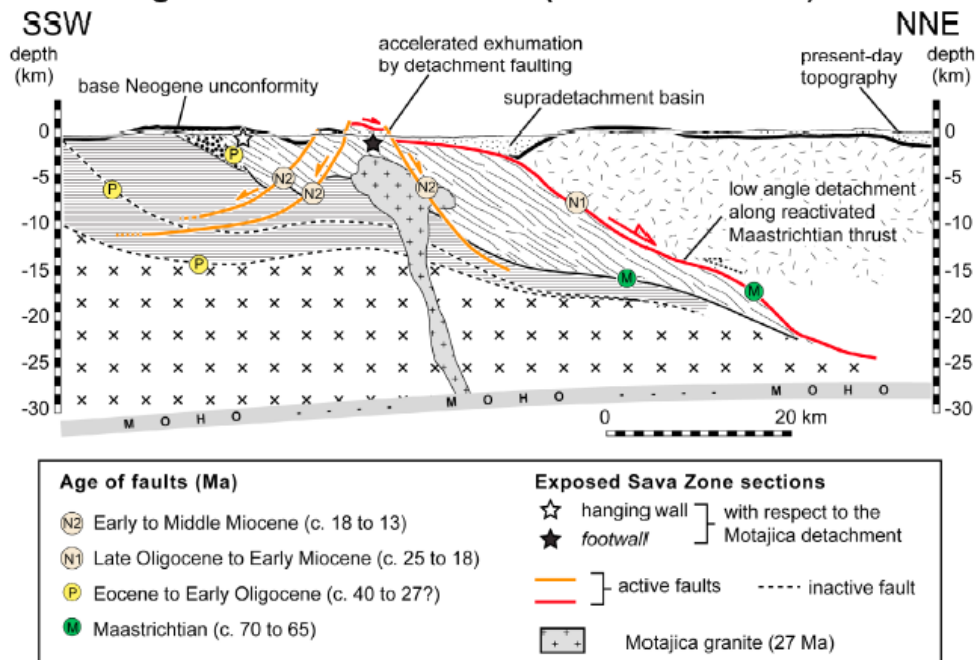 SSW
NNE
depth
(km)
base Neogene unconformity
accelerated exhumation
by detachment faulting
supradetachment basin
present-day
topography
depth
(km)
0
-5
-10
-15
-20
-25
-30
0
-5
-10
-15
-20
-25
-30
P
P
P
N2
N2
N2
N1
M
M
low angle detachment
along reactivated
Maastrichtian thrust
M O H O - - - - M O H O - - - - M O H O
0 20 km
Age of faults (Ma)
N2 Early to Middle Miocene (c. 18 to 13)
N1 Late Oligocene to Early Miocene (c. 25 to 18)
P Eocene to Early Oligocene (c. 40 to 27?)
M Maastrichtian (c. 70 to 65)
Exposed Sava Zone sections
hanging wall
footwall
with respect to the
Motajica detachment
active faults
inactive fault
Motajica granite (27 Ma)